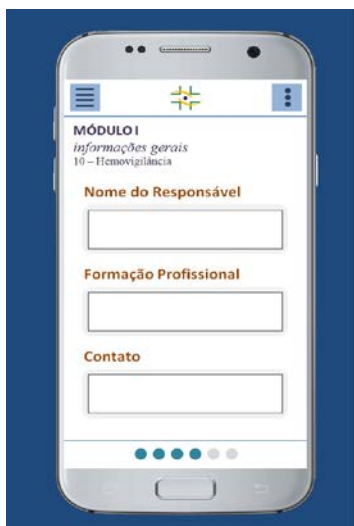 MÓDULO I
informações gerais
10 – Hemovigilância
Nome do Responsável
Formação Profissional
Contato